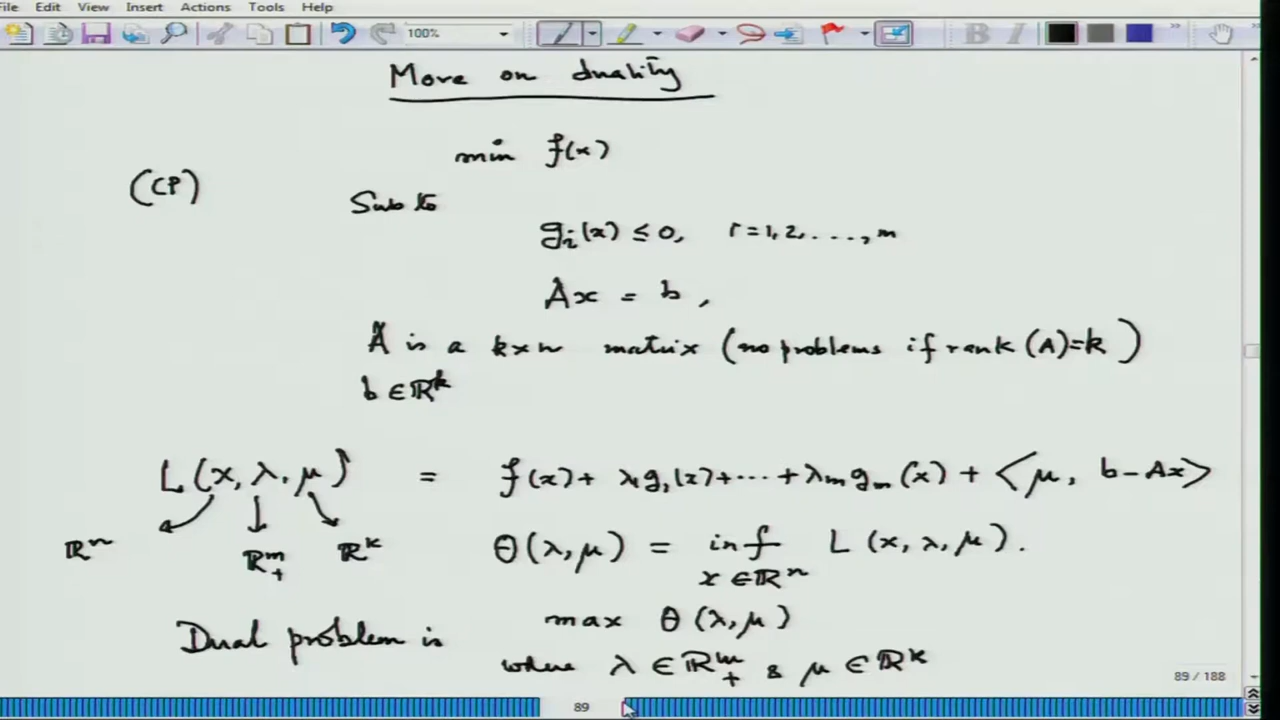 File Edit View Insert Actions Tools Help
100%
More on duality
min f(x)
(CP)
Sub to
gᵢ(x) ≤ 0, r = 1, 2, . . . ., m
Ax = b ,
A is a k×n matrix (no problems if rank (A) = k )
b ∈ ℝᵏ
L(x, λ, μ) = f(x) + λ₁g₁(x) + ··· + λₘgₘ(x) + <μ, b – Ax>
ℝⁿ ℝᵐ₊ ℝᵏ θ(λ, μ) = inf L (x, λ, μ).
x ∈ ℝⁿ
max θ(λ, μ)
Dual problem is
where λ ∈ ℝᵐ₊ & μ ∈ ℝᵏ
89 / 188
89